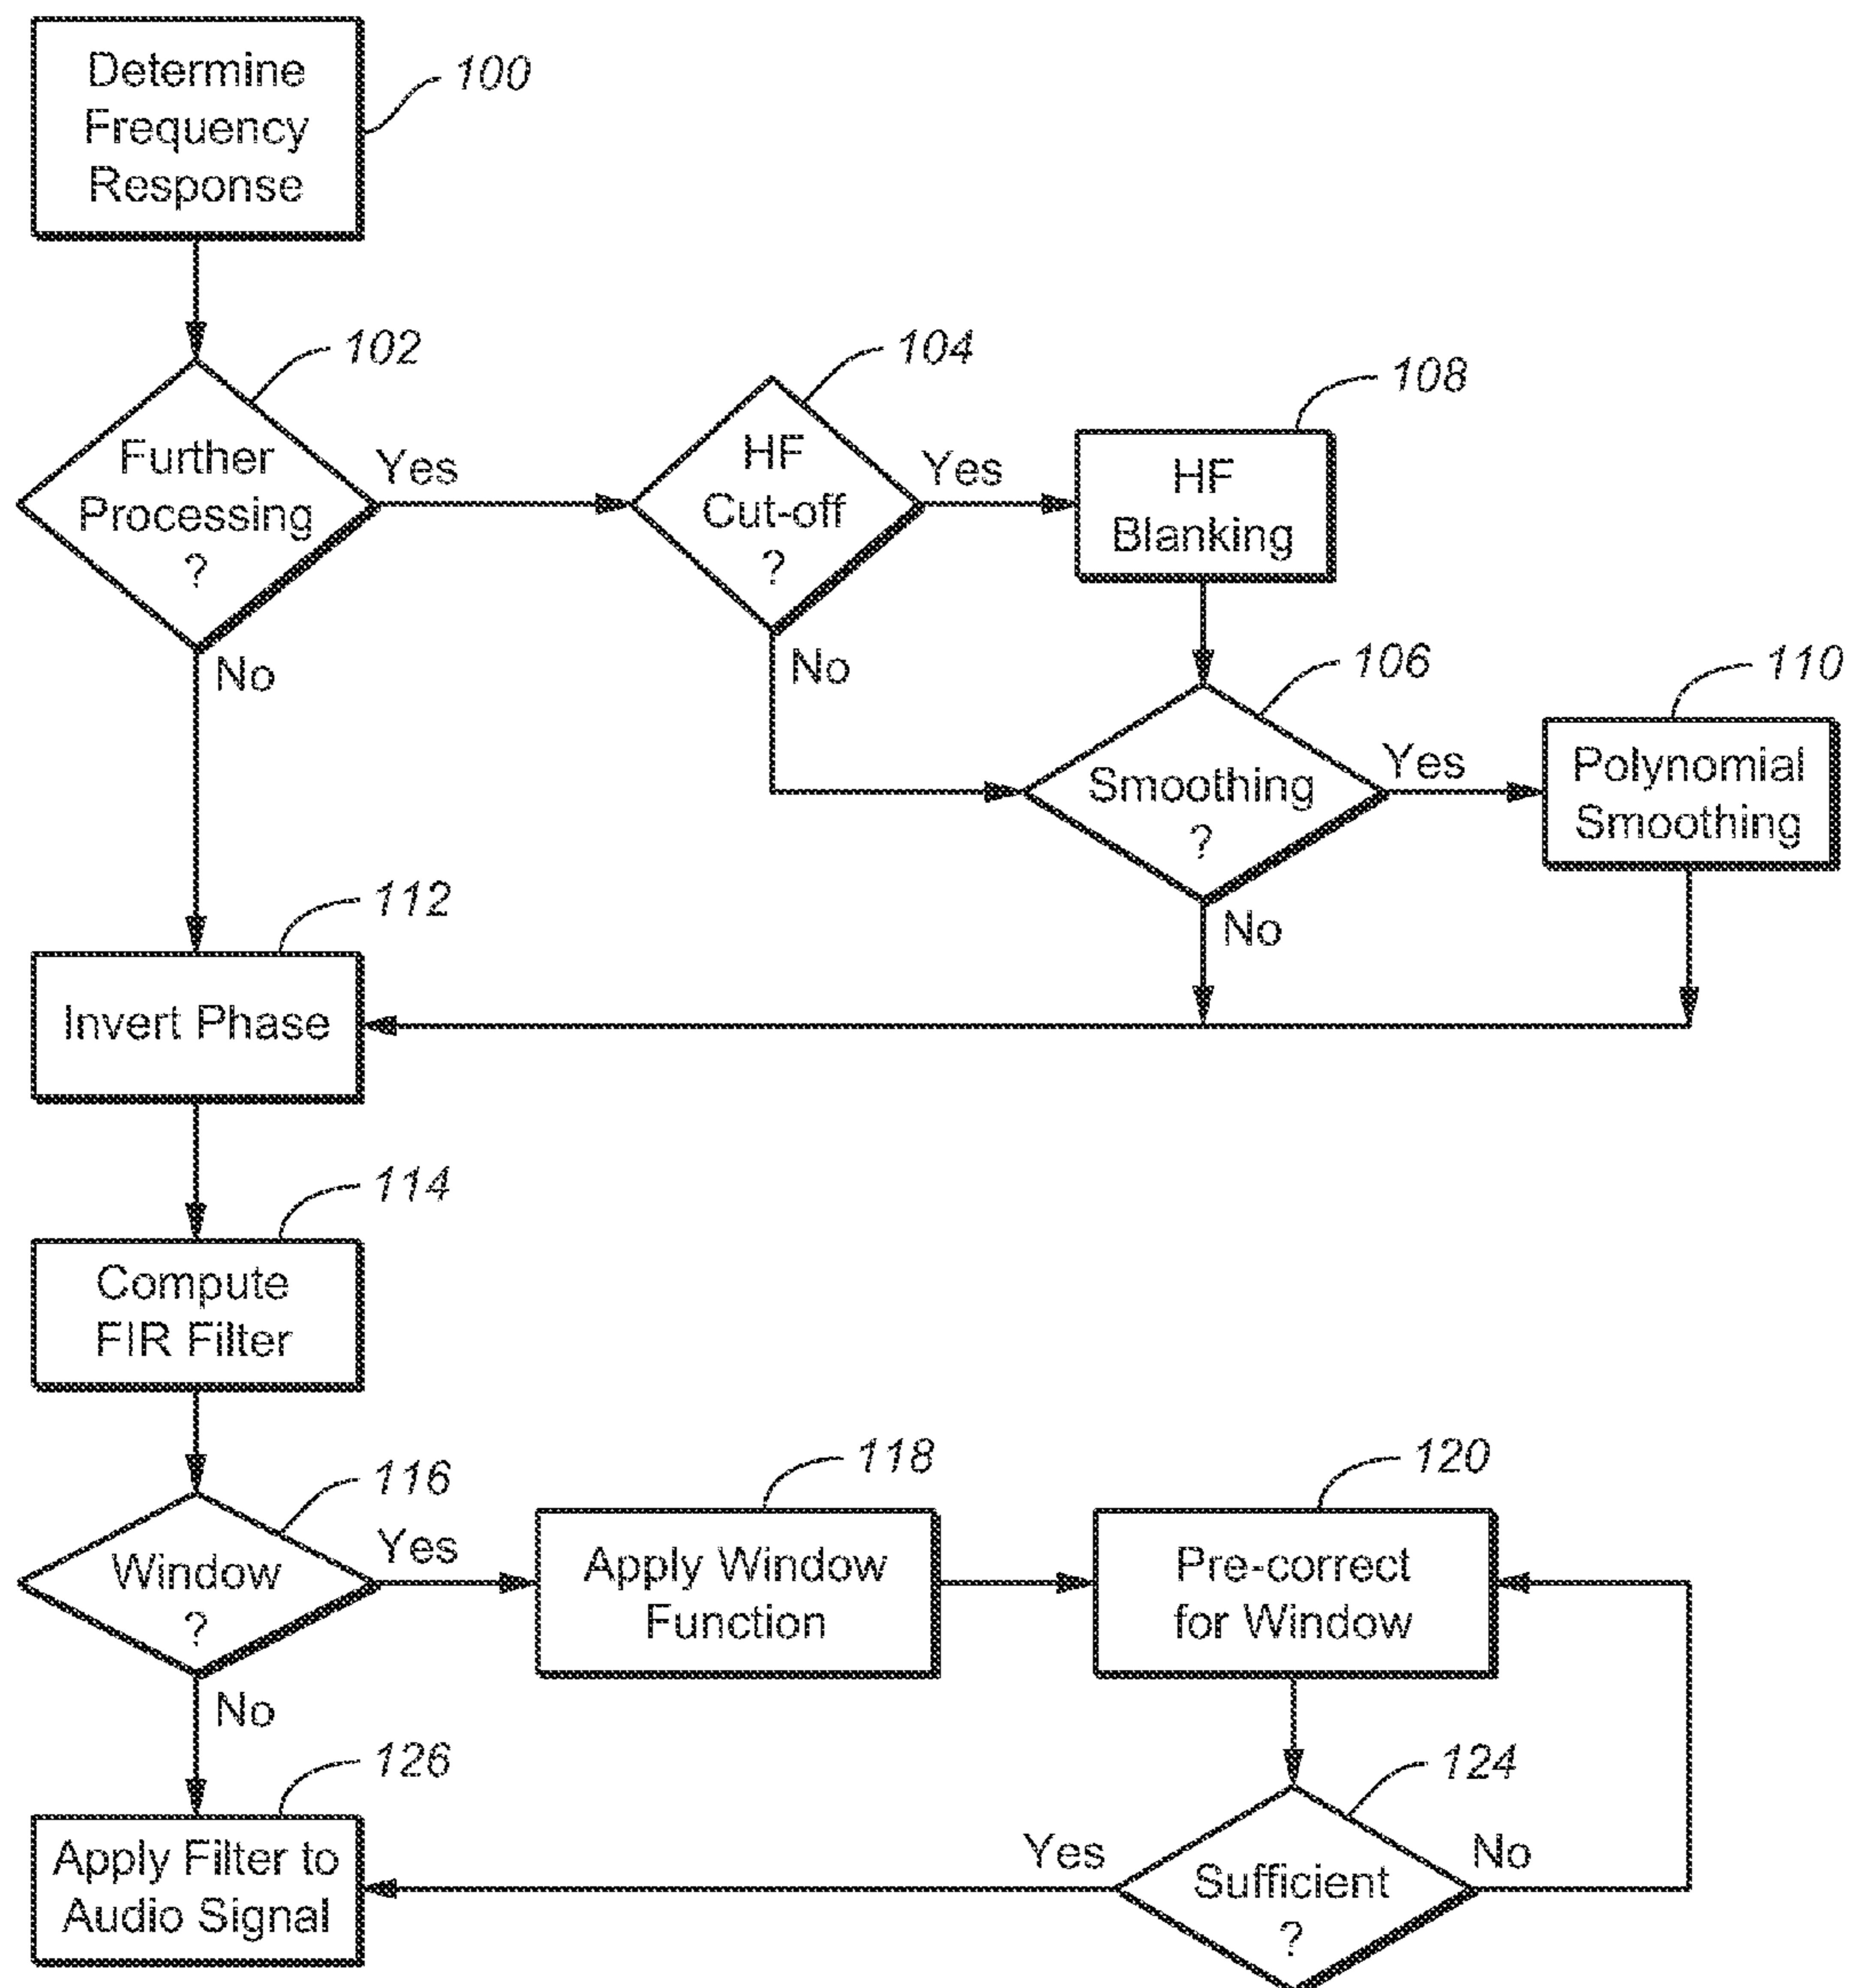 Determine
Frequency
Response
100
102
Further
Processing
?
Yes
No
104
HF
Cut-off
?
Yes
No
108
HF
Blanking
106
Smoothing
?
Yes
No
110
Polynomial
Smoothing
112
Invert Phase
114
Compute
FIR Filter
116
Window
?
Yes
No
118
Apply Window
Function
120
Pre-correct
for Window
124
Sufficient
?
Yes
No
126
Apply Filter to
Audio Signal